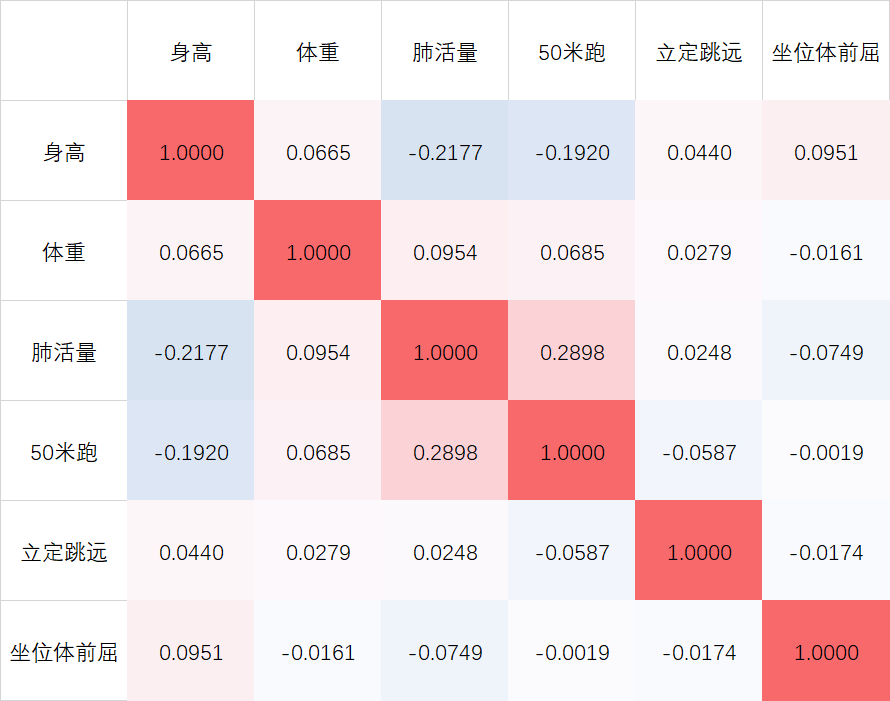 身高 体重 肺活量 50米跑 立定跳远 坐位体前屈
身高 1.0000 0.0665 -0.2177 -0.1920 0.0440 0.0951
体重 0.0665 1.0000 0.0954 0.0685 0.0279 -0.0161
肺活量 -0.2177 0.0954 1.0000 0.2898 0.0248 -0.0749
50米跑 -0.1920 0.0685 0.2898 1.0000 -0.0587 -0.0019
立定跳远 0.0440 0.0279 0.0248 -0.0587 1.0000 -0.0174
坐位体前屈 0.0951 -0.0161 -0.0749 -0.0019 -0.0174 1.0000